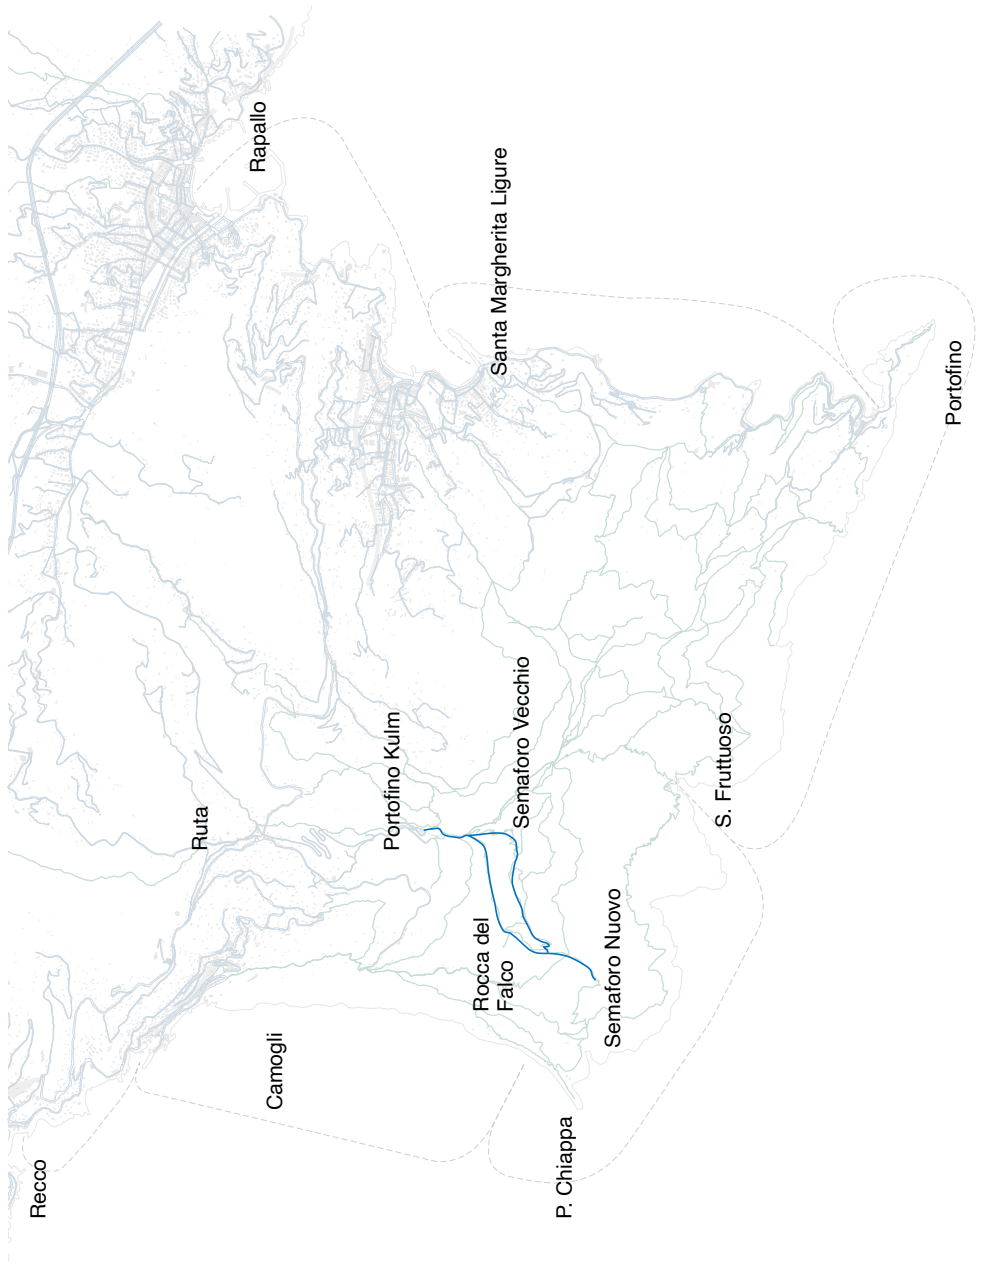 Recco
Ruta
Rapallo
Camogli
Portofino Kulm
Rocca del
Falco
Santa Margherita Ligure
Semaforo Vecchio
P. Chiappa
Semaforo Nuovo
S. Fruttuoso
Portofino